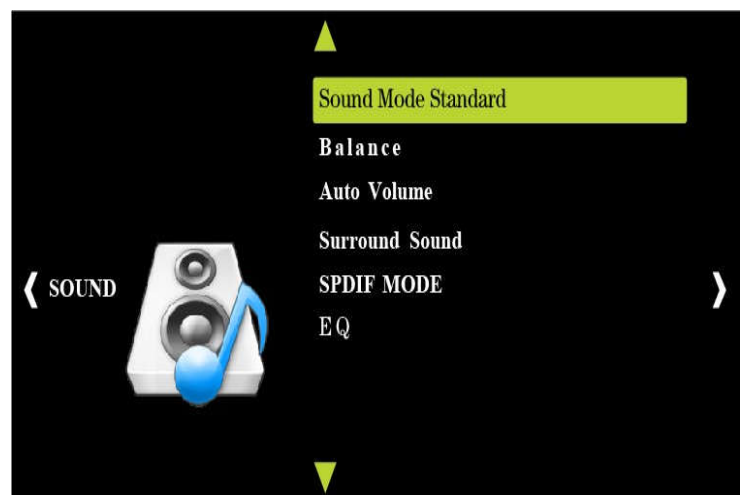 SOUND
Sound Mode Standard
Balance
Auto Volume
Surround Sound
SPDIF MODE
EQ